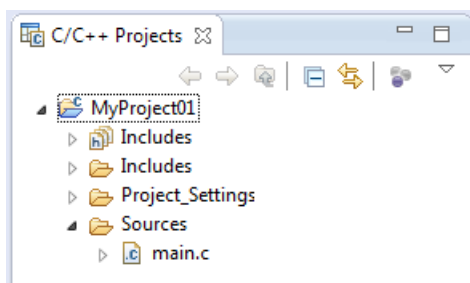 C/C++ Projects
MyProject01
Includes
Includes
Project_Settings
Sources
main.c